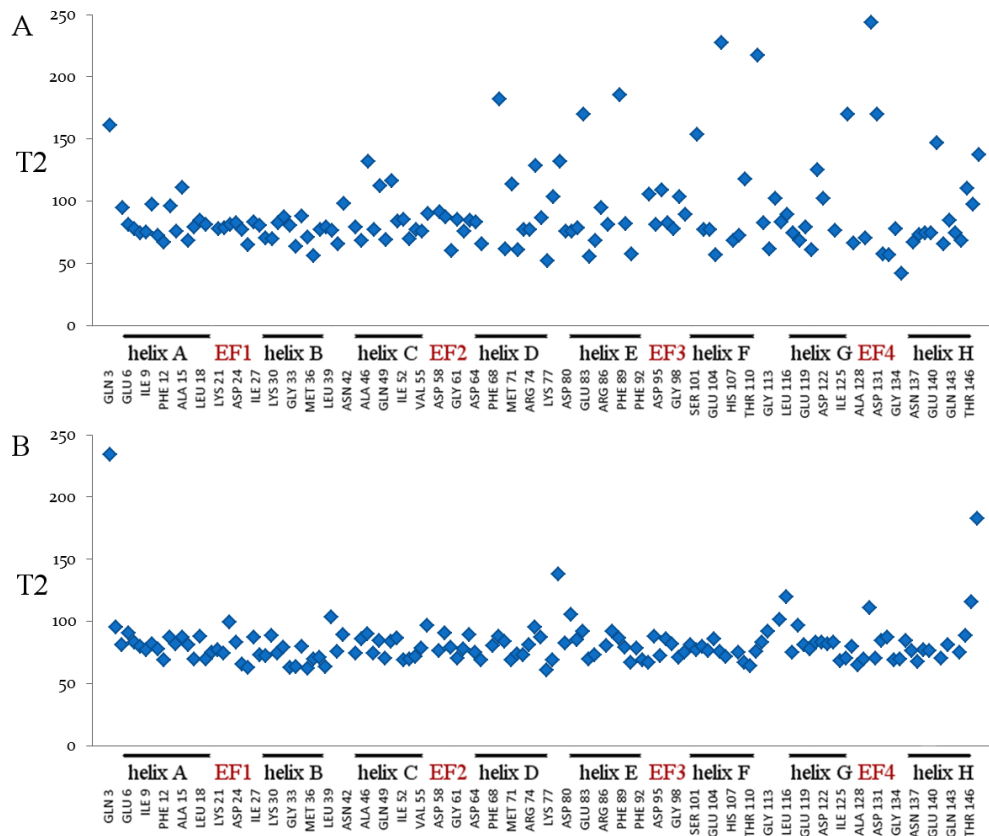 A
250
200
150
T2
100
50
0
helix A EF1 helix B helix C EF2 helix D helix E EF3 helix F helix G EF4 helix H
GLN 3 GLU 6 ILE 9 PHE 12 ALA 15 LEU 18 LYS 21 ASP 24 ILE 27 LYS 30 GLY 33 MET 36 LEU 39 ASN 42 ALA 46 GLN 49 ILE 52 VAL 55 ASP 58 GLY 61 ASP 64 PHE 68 MET 71 ARG 74 LYS 77 ASP 80 GLU 83 ARG 86 PHE 89 PHE 92 ASP 95 GLY 98 SER 101 GLU 104 HIS 107 THR 110 GLY 113 LEU 116 GLU 119 ASP 122 ILE 125 ALA 128 ASP 131 GLY 134 ASN 137 GLU 140 GLN 143 THR 146
B
250
200
150
T2
100
50
0
helix A EF1 helix B helix C EF2 helix D helix E EF3 helix F helix G EF4 helix H
GLN 3 GLU 6 ILE 9 PHE 12 ALA 15 LEU 18 LYS 21 ASP 24 ILE 27 LYS 30 GLY 33 MET 36 LEU 39 ASN 42 ALA 46 GLN 49 ILE 52 VAL 55 ASP 58 GLY 61 ASP 64 PHE 68 MET 71 ARG 74 LYS 77 ASP 80 GLU 83 ARG 86 PHE 89 PHE 92 ASP 95 GLY 98 SER 101 GLU 104 HIS 107 THR 110 GLY 113 LEU 116 GLU 119 ASP 122 ILE 125 ALA 128 ASP 131 GLY 134 ASN 137 GLU 140 GLN 143 THR 146